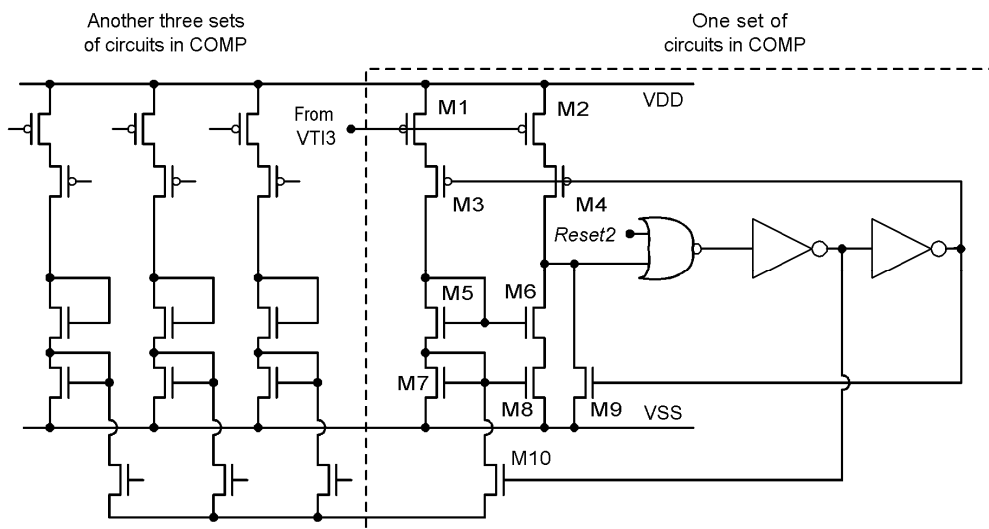 Another three sets
of circuits in COMP
One set of
circuits in COMP
VDD
From
VTI3
M1
M2
M3
M4
Reset2
M5
M6
M7
M8
M9
VSS
M10